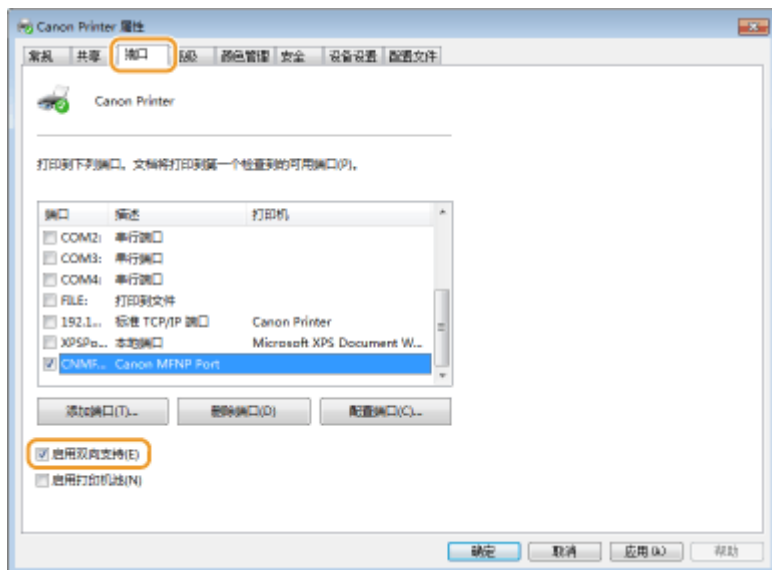 Canon Printer 属性
常规 共享 端口 高级 颜色管理 安全 设备设置 配置文件
Canon Printer
打印到下列端口。文档将打印到第一个检查到的可用端口(P)。
端口 描述 打印机
COM2: 串行端口
COM3: 串行端口
COM4: 串行端口
FILE: 打印到文件
192.1... 标准 TCP/IP 端口 Canon Printer
XPSPo... 本地端口 Microsoft XPS Document W...
CNMF... Canon MFNP Port
添加端口(T)... 删除端口(D) 配置端口(C)...
启用双向支持(E)
启用打印机池(N)
确定 取消 应用(A) 帮助